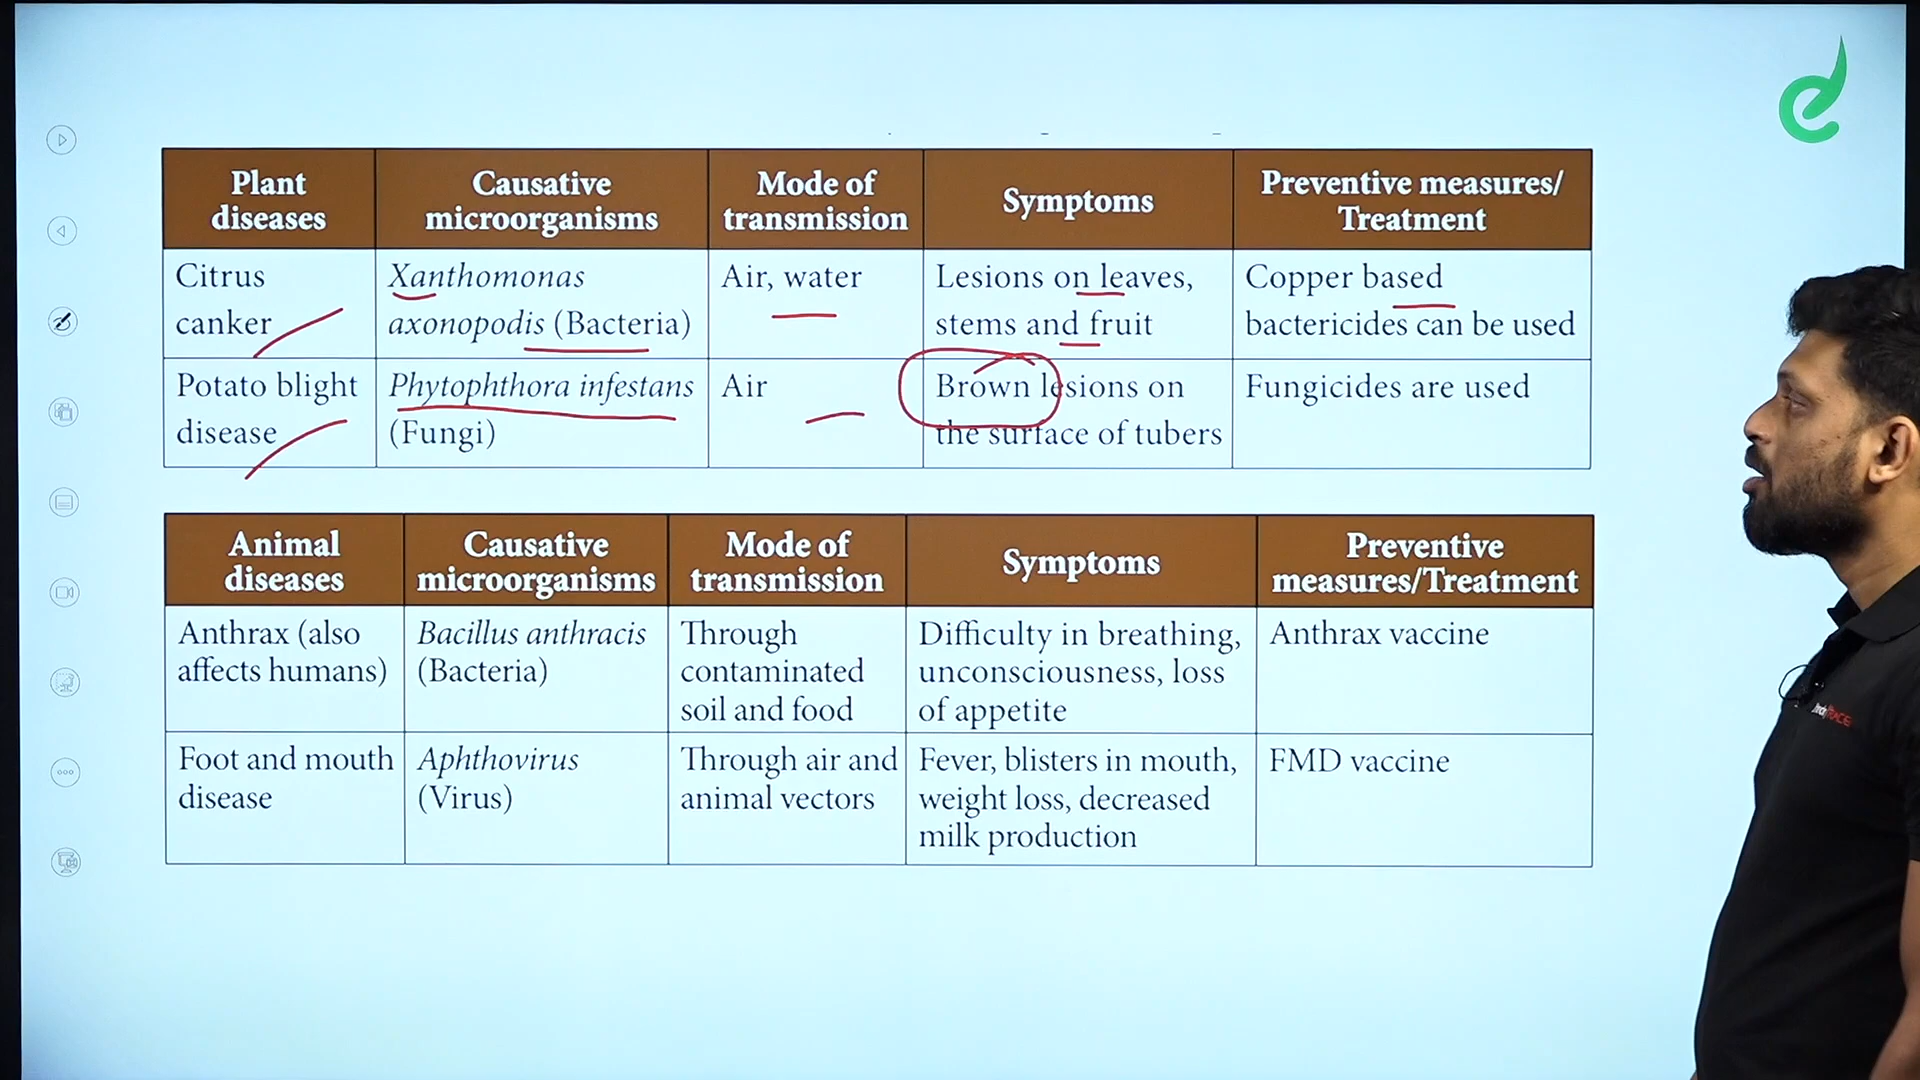 Plant
diseases
Causative
microorganisms
Mode of
transmission
Symptoms
Preventive measures/
Treatment
Citrus
canker
Xanthomonas
axonopodis (Bacteria)
Air, water
Lesions on leaves,
stems and fruit
Copper based
bactericides can be used
Potato blight
disease
Phytophthora infestans
(Fungi)
Air
Brown lesions on
the surface of tubers
Fungicides are used
Animal
diseases
Causative
microorganisms
Mode of
transmission
Symptoms
Preventive
measures/Treatment
Anthrax (also
affects humans)
Bacillus anthracis
(Bacteria)
Through
contaminated
soil and food
Difficulty in breathing,
unconsciousness, loss
of appetite
Anthrax vaccine
Foot and mouth
disease
Aphthovirus
(Virus)
Through air and
animal vectors
Fever, blisters in mouth,
weight loss, decreased
milk production
FMD vaccine